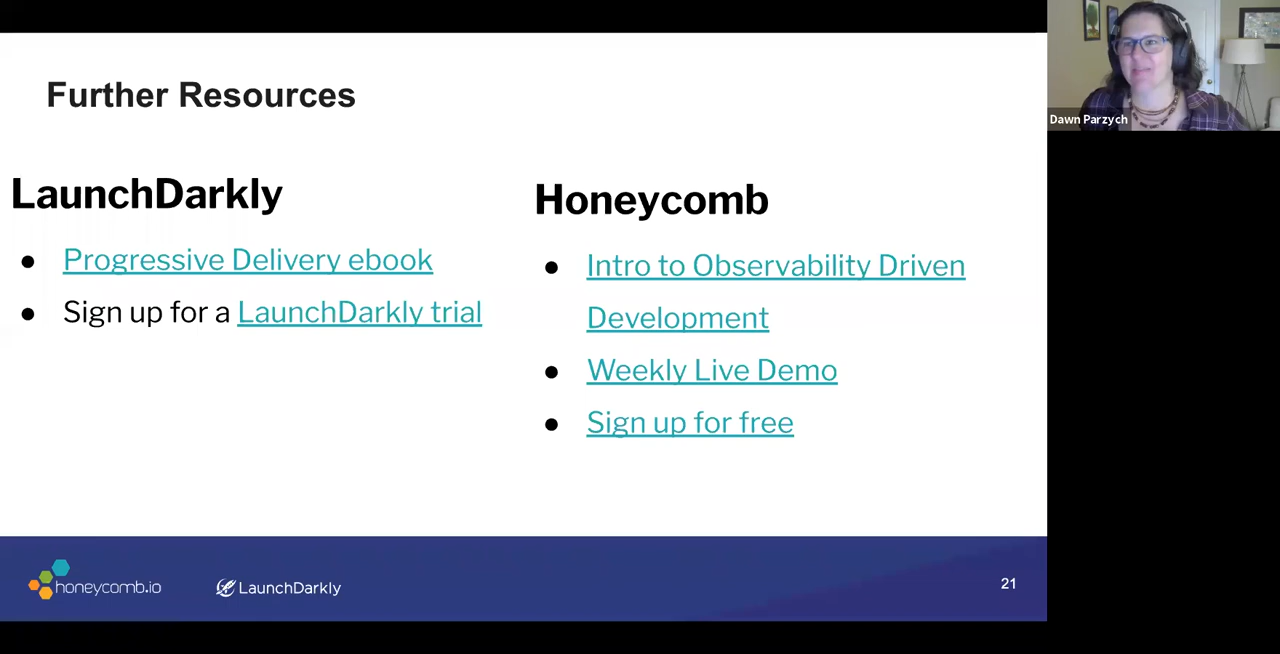 Further Resources
LaunchDarkly
Progressive Delivery ebook
Sign up for a LaunchDarkly trial
Honeycomb
Intro to Observability Driven
Development
Weekly Live Demo
Sign up for free
honeycomb.io
LaunchDarkly
21
Dawn Parzych